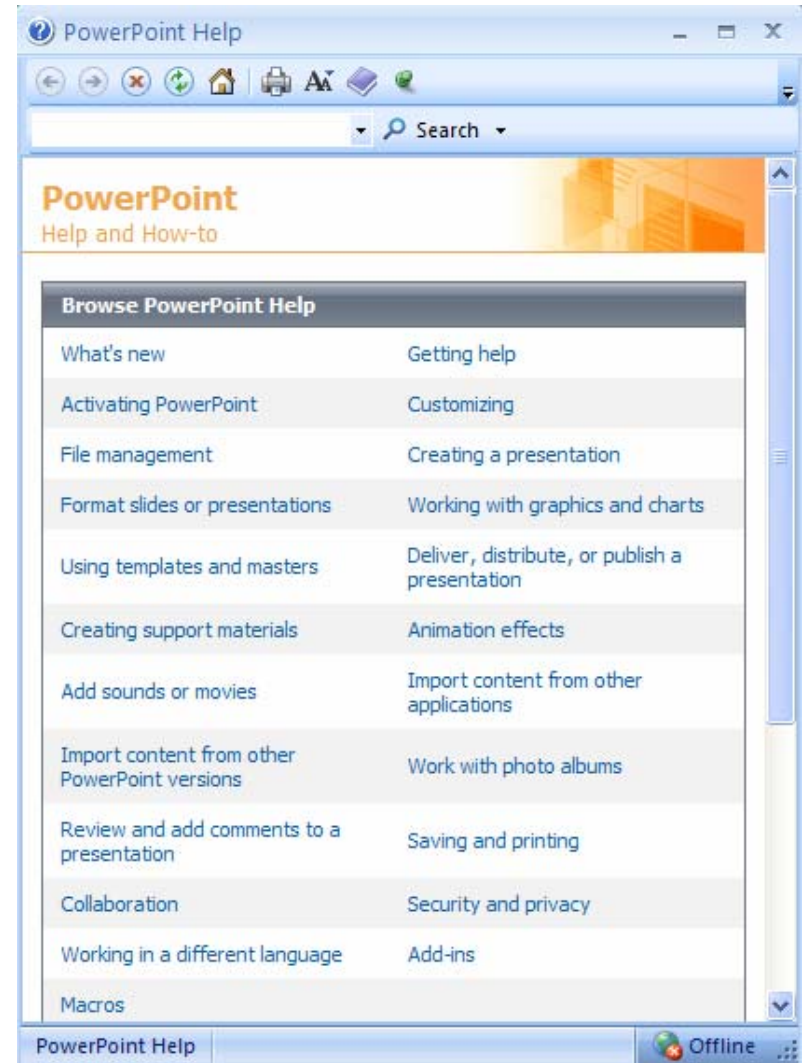 PowerPoint Help
Search
PowerPoint
Help and How-to
Browse PowerPoint Help
What's new
Getting help
Activating PowerPoint
Customizing
File management
Creating a presentation
Format slides or presentations
Working with graphics and charts
Using templates and masters
Deliver, distribute, or publish a
presentation
Creating support materials
Animation effects
Add sounds or movies
Import content from other
applications
Import content from other
PowerPoint versions
Work with photo albums
Review and add comments to a
presentation
Saving and printing
Collaboration
Security and privacy
Working in a different language
Add-ins
Macros
PowerPoint Help
Offline